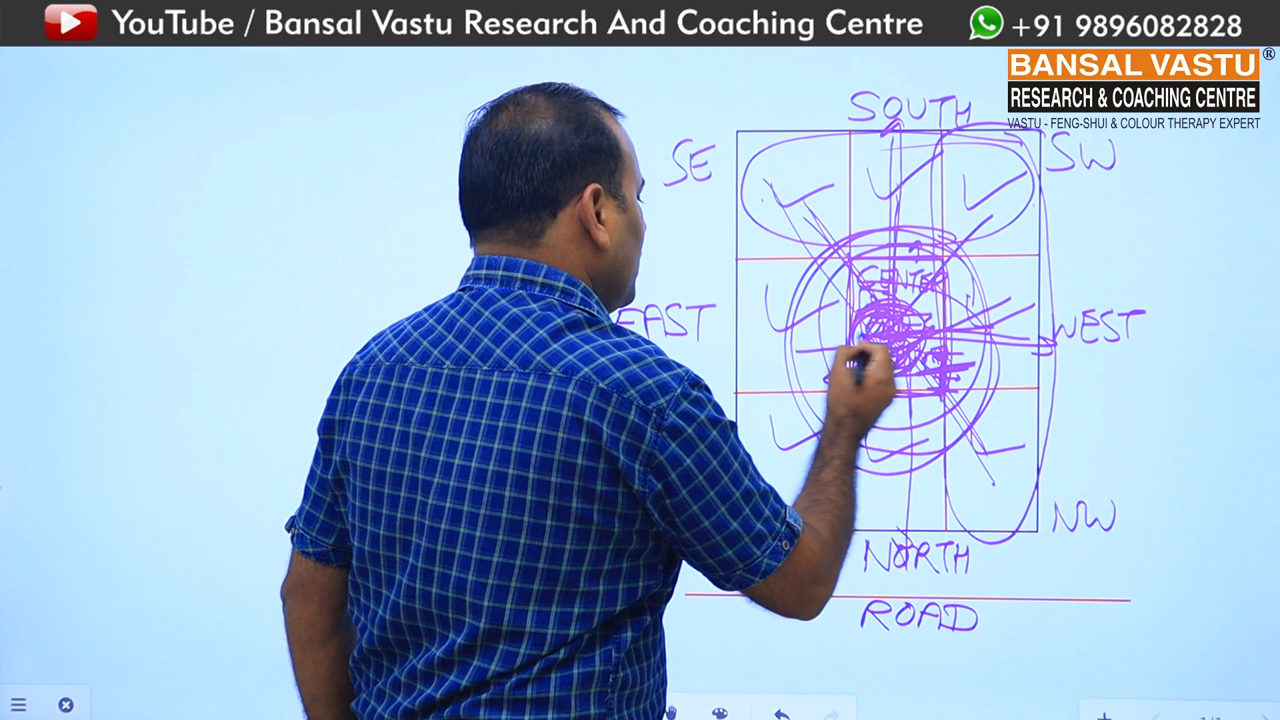 YouTube / Bansal Vastu Research And Coaching Centre
+91 9896082828
BANSAL VASTU®
RESEARCH & COACHING CENTRE
VASTU - FENG-SHUI & COLOUR THERAPY EXPERT
SOUTH
SE
SW
CENTER
EAST
WEST
NW
NORTH
ROAD